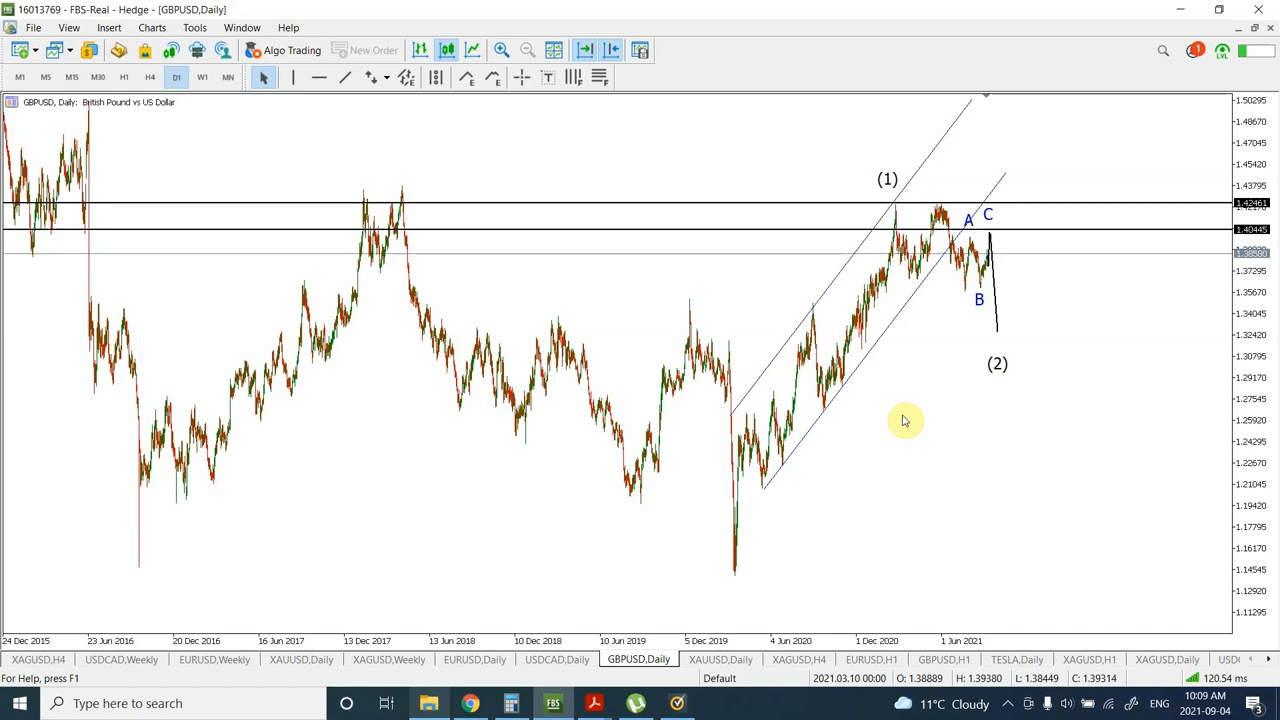 16013769 - FBS-Real - Hedge - [GBPUSD,Daily]
File View Insert Charts Tools Options Window Help
Algo Trading New Order 1 LVL
M1 M5 M15 M30 H1 H4 D1 W1 MN T F F
GBPUSD, Daily: British Pound vs US Dollar
1.50295
1.48670
1.47045
1.45420
1.43795
(1)
1.42461
A C
1.40445
1.38980
1.37295
1.35670
B
1.34045
1.32420
1.30795
(2)
1.29170
1.27545
1.25920
1.24295
1.22670
1.21045
1.19420
1.17795
1.16170
1.14545
1.12920
1.11295
24 Dec 2015 23 Jun 2016 20 Dec 2016 16 Jun 2017 13 Dec 2017 13 Jun 2018 10 Dec 2018 10 Jun 2019 5 Dec 2019 4 Jun 2020 1 Dec 2020 1 Jun 2021
XAGUSD,H4 USDCAD,Weekly EURUSD,Weekly XAUUSD,Daily XAGUSD,Weekly EURUSD,Daily USDCAD,Daily GBPUSD,Daily XAUUSD,Daily XAGUSD,H4 EURUSD,H1 GBPUSD,H1 TESLA,Daily XAGUSD,H1 XAGUSD,Daily
For Help, press F1 Default 2021.03.10 00:00 O: 1.38889 H: 1.39380 L: 1.38449 C: 1.39314 120.54 ms
Type here to search FBS 11°C Cloudy ENG 10:09 AM
2021-09-04 3